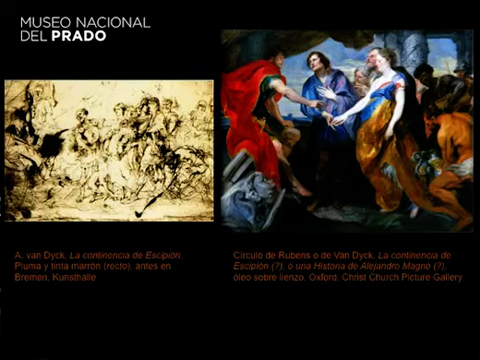 MUSEO NACIONAL
DEL PRADO
A. van Dyck, La continencia de Escipión.
Pluma y tinta marrón (recto), antes en
Bremen, Kunsthalle
Círculo de Rubens o de Van Dyck. La continencia de
Escipión (?), o una Historia de Alejandro Magno (?),
óleo sobre lienzo. Oxford, Christ Church Picture Gallery